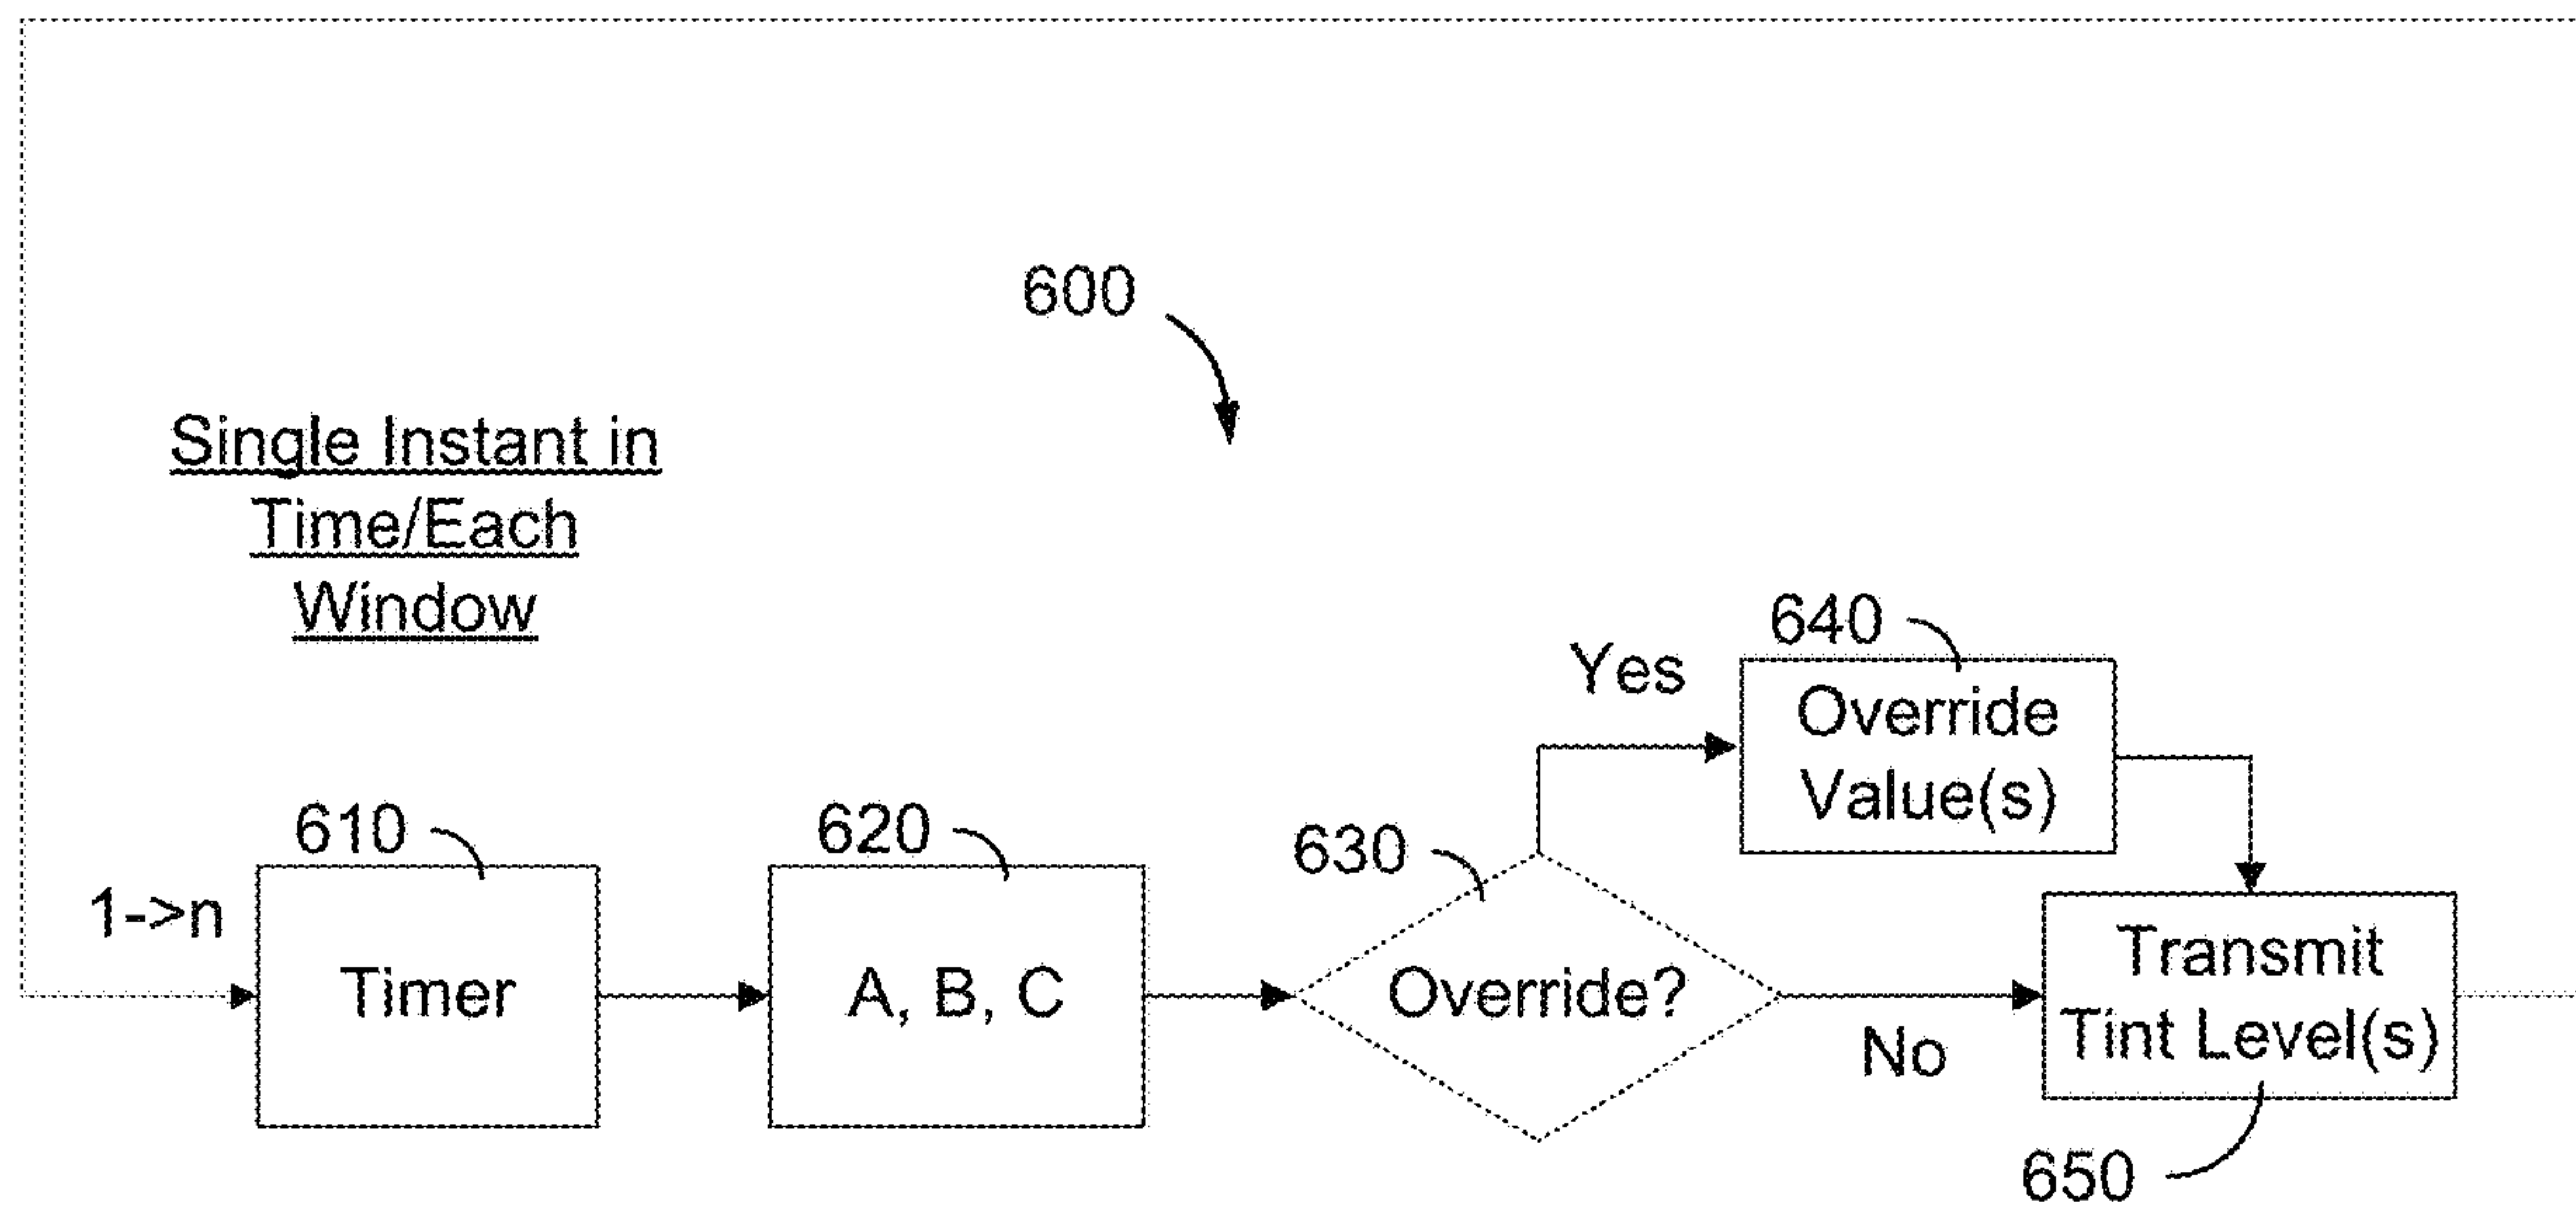 600
Single Instant in
Time/Each
Window
640
Yes
Override
Value(s)
610
620
630
1->n
Timer
A, B, C
Override?
No
Transmit
Tint Level(s)
650